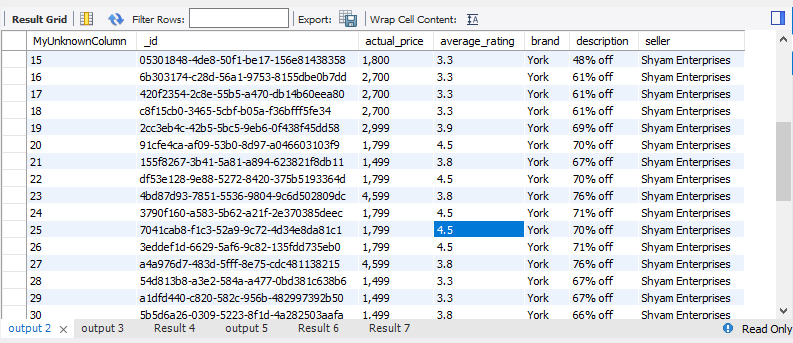 Result Grid Filter Rows: Export: Wrap Cell Content:
MyUnknownColumn _id actual_price average_rating brand description seller
15 05301848-4de8-50f1-be17-156e81438358 1,800 3.3 York 48% off Shyam Enterprises
16 6b303174-c28d-56a1-9753-8155dbe0b7dd 2,700 3.3 York 61% off Shyam Enterprises
17 420f2354-2c8e-55b5-a470-db14b60eea80 2,700 3.3 York 61% off Shyam Enterprises
18 c8f15cb0-3465-5cbf-b05a-f36bfff5fe34 2,700 3.3 York 61% off Shyam Enterprises
19 2cc3eb4c-42b5-5bc5-9eb6-0f438f45dd58 2,999 3.9 York 69% off Shyam Enterprises
20 91cfe4ca-af09-53b0-8d97-a046603103f9 1,799 4.5 York 70% off Shyam Enterprises
21 155f8267-3b41-5a81-a894-623821f8db11 1,499 3.8 York 67% off Shyam Enterprises
22 df53e128-9e88-5272-8420-375b5193364d 1,799 4.5 York 70% off Shyam Enterprises
23 4bd87d93-7851-5536-9804-9c6d502809dc 4,599 3.8 York 76% off Shyam Enterprises
24 3790f160-a583-5b62-a21f-2e370385deec 1,799 4.5 York 71% off Shyam Enterprises
25 7041cab8-f1c3-52a9-9c72-4d34e8da81c1 1,799 4.5 York 70% off Shyam Enterprises
26 3eddef1d-6629-5af6-9c82-135fdd735eb0 1,799 4.5 York 71% off Shyam Enterprises
27 a4a976d7-483d-5fff-8e75-cdc481138215 4,599 3.8 York 76% off Shyam Enterprises
28 54d813b8-a3e2-584a-a477-0bd381c638b6 1,499 3.3 York 67% off Shyam Enterprises
29 a1dfd440-c820-582c-956b-482997392b50 1,499 3.3 York 67% off Shyam Enterprises
30 5b5d6a26-0309-5223-8f1d-4a282503aafa 1,499 3.8 York 66% off Shyam Enterprises
output 2 output 3 Result 4 output 5 Result 6 Result 7 Read Only